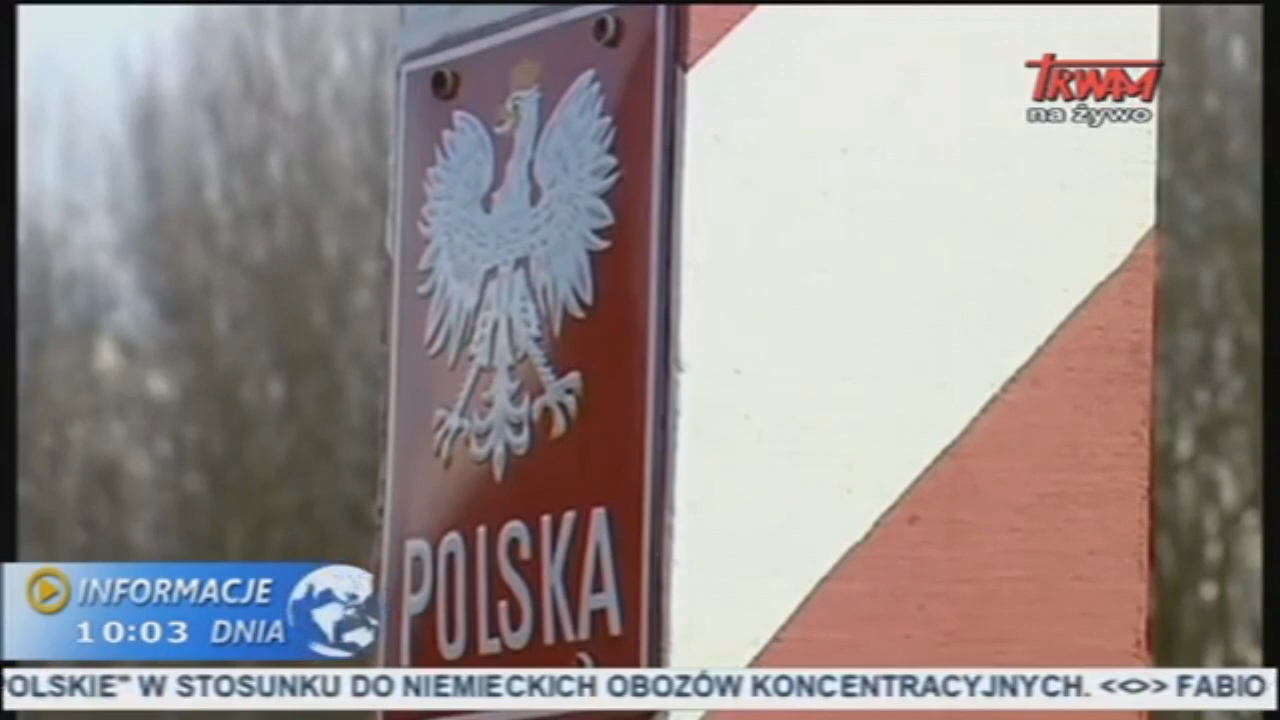 TRWAM
na żywo
POLSKA
INFORMACJE
10:03 DNIA
OLSKIE" W STOSUNKU DO NIEMIECKICH OBOZÓW KONCENTRACYJNYCH. <<o>> FABIO